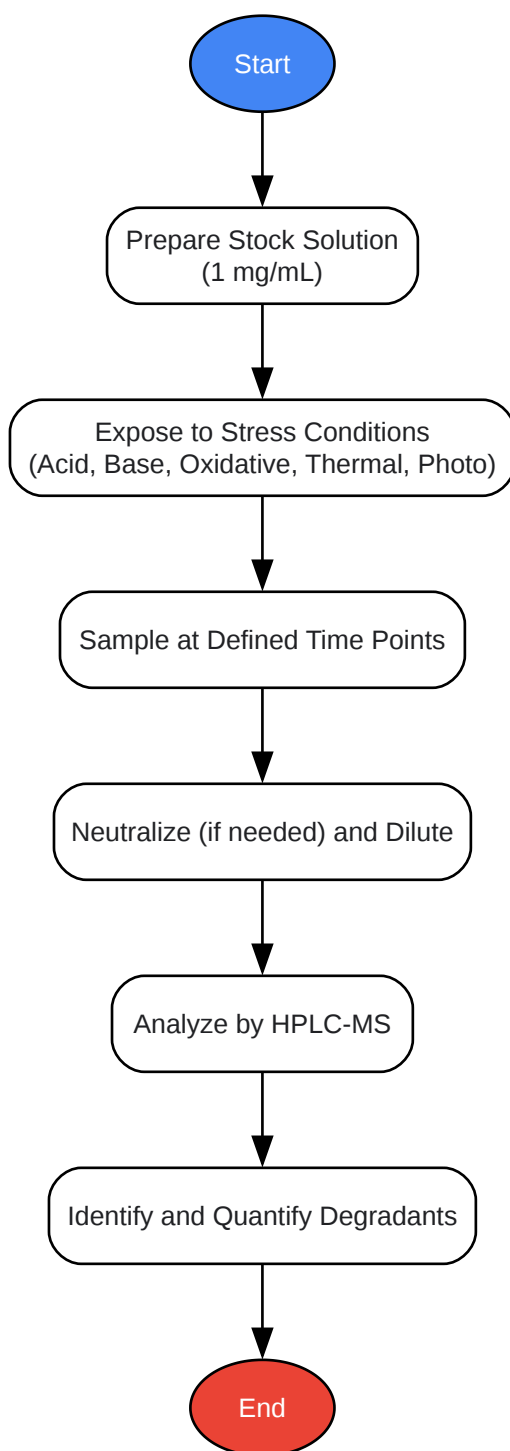 Start
Prepare Stock Solution
(1 mg/mL)
Expose to Stress Conditions
(Acid, Base, Oxidative, Thermal, Photo)
Sample at Defined Time Points
Neutralize (if needed) and Dilute
Analyze by HPLC-MS
Identify and Quantify Degradants
End